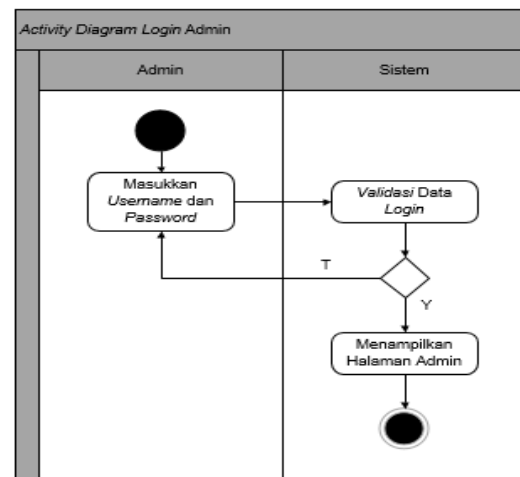 Activity Diagram Login Admin
Admin
Sistem
Masukkan
Username dan
Password
Validasi Data
Login
T
Y
Menampilkan
Halaman Admin